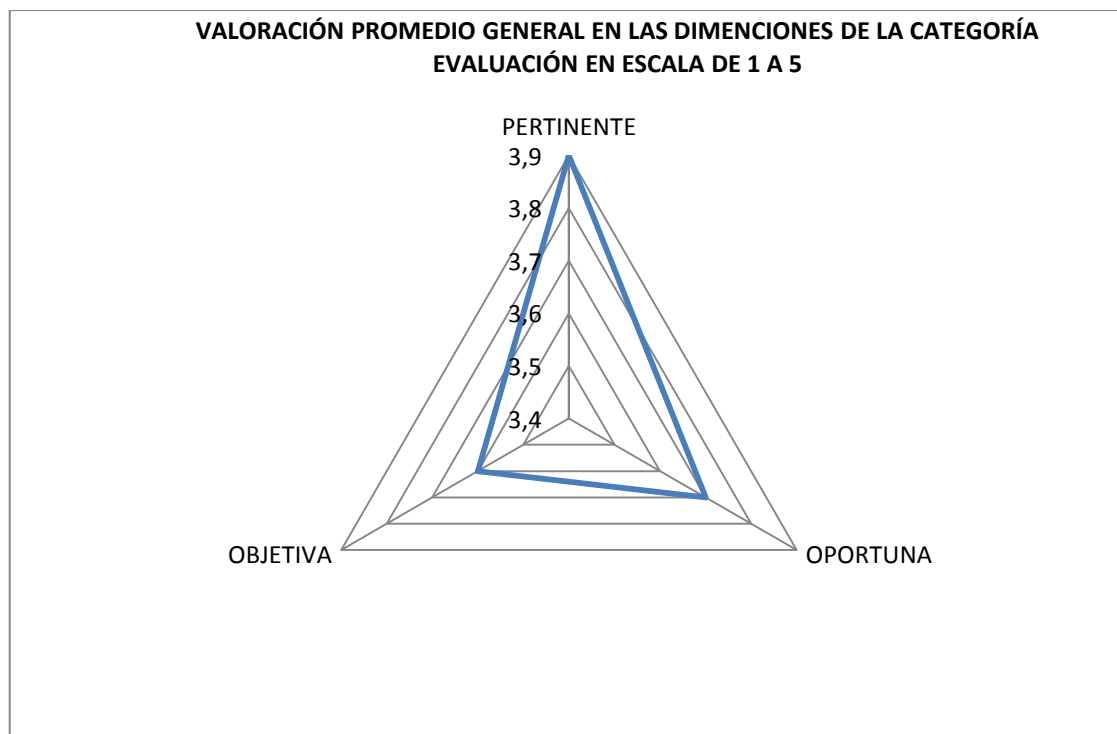 VALORACIÓN PROMEDIO GENERAL EN LAS DIMENCIONES DE LA CATEGORÍA
EVALUACIÓN EN ESCALA DE 1 A 5
PERTINENTE
3,9
3,8
3,7
3,6
3,5
3,4
OBJETIVA
OPORTUNA